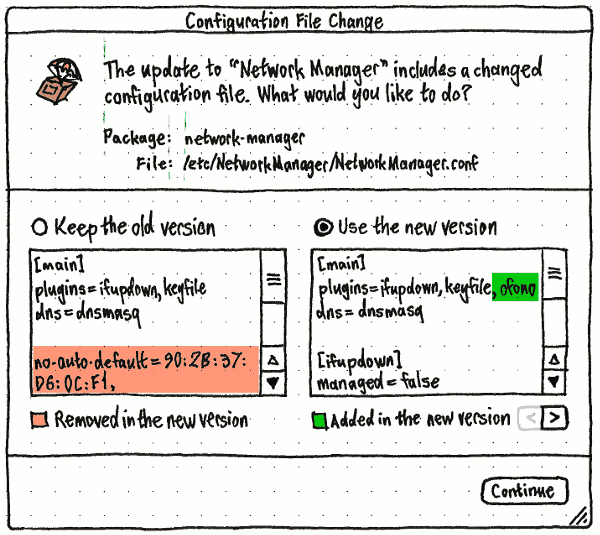 Configuration File Change
The update to "Network Manager" includes a changed
configuration file. What would you like to do?
Package: network-manager
File: /etc/NetworkManager/NetworkManager.conf
Keep the old version
[main]
plugins=ifupdown, keyfile
dns=dnsmasq
no-auto-default=90:2B:37:
D6:0C:F1,
Removed in the new version
Use the new version
[main]
plugins=ifupdown, keyfile, ofono
dns=dnsmasq
[ifupdown]
managed=false
Added in the new version < >
Continue